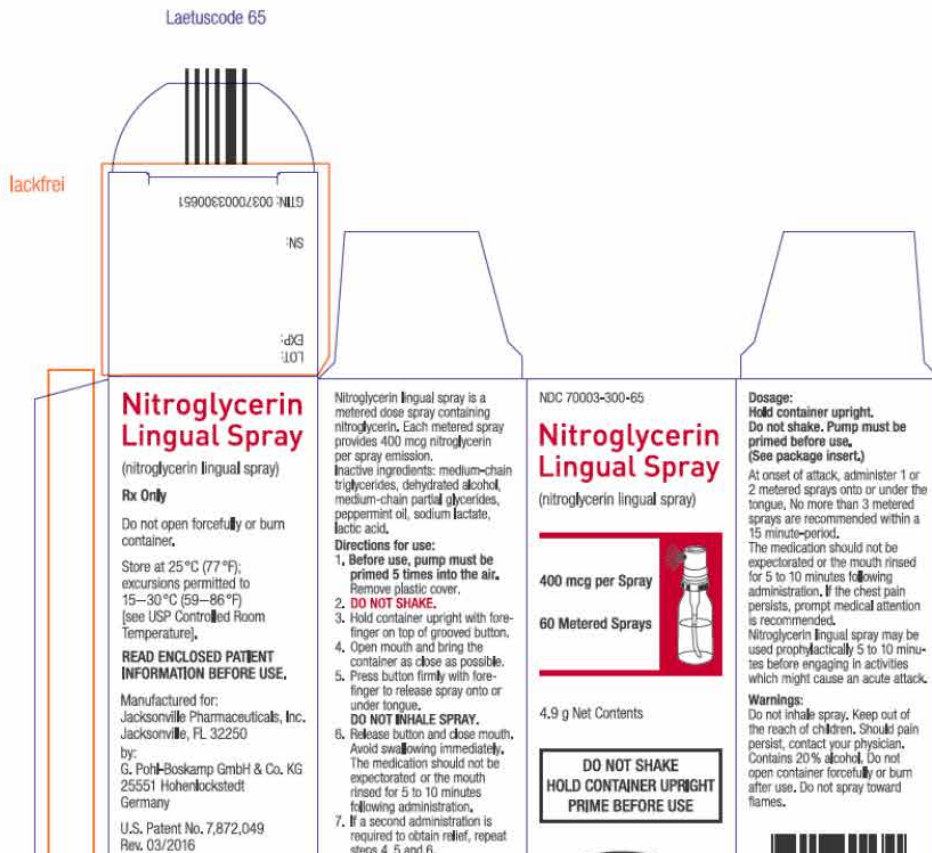 Laetuscode 65
lackfrei
GTIN: 00370003300651
SN:
EXP:
LOT:
Nitroglycerin
Lingual Spray
(nitroglycerin lingual spray)
Rx Only
Do not open forcefully or burn
container.
Store at 25°C (77°F);
excursions permitted to
15–30°C (59–86°F)
[see USP Controlled Room
Temperature].
READ ENCLOSED PATIENT
INFORMATION BEFORE USE.
Manufactured for:
Jacksonville Pharmaceuticals, Inc.
Jacksonville, FL 32250
by:
G. Pohl-Boskamp GmbH & Co. KG
25551 Hohenlockstedt
Germany
U.S. Patent No. 7,872,049
Rev. 03/2016
Nitroglycerin lingual spray is a
metered dose spray containing
nitroglycerin. Each metered spray
provides 400 mcg nitroglycerin
per spray emission.
Inactive ingredients: medium-chain
triglycerides, dehydrated alcohol,
medium-chain partial glycerides,
peppermint oil, sodium lactate,
lactic acid.
Directions for use:
1. Before use, pump must be
primed 5 times into the air.
Remove plastic cover.
2. DO NOT SHAKE.
3. Hold container upright with fore-
finger on top of grooved button.
4. Open mouth and bring the
container as close as possible.
5. Press button firmly with fore-
finger to release spray onto or
under tongue.
DO NOT INHALE SPRAY.
6. Release button and close mouth.
Avoid swallowing immediately.
The medication should not be
expectorated or the mouth
rinsed for 5 to 10 minutes
following administration.
7. If a second administration is
required to obtain relief, repeat
steps 4, 5 and 6.
NDC 70003-300-65
Nitroglycerin
Lingual Spray
(nitroglycerin lingual spray)
400 mcg per Spray
60 Metered Sprays
4.9 g Net Contents
DO NOT SHAKE
HOLD CONTAINER UPRIGHT
PRIME BEFORE USE
Dosage:
Hold container upright.
Do not shake. Pump must be
primed before use.
(See package insert.)
At onset of attack, administer 1 or
2 metered sprays onto or under the
tongue. No more than 3 metered
sprays are recommended within a
15 minute-period.
The medication should not be
expectorated or the mouth rinsed
for 5 to 10 minutes following
administration. If the chest pain
persists, prompt medical attention
is recommended.
Nitroglycerin lingual spray may be
used prophylactically 5 to 10 minu-
tes before engaging in activities
which might cause an acute attack.
Warnings:
Do not inhale spray. Keep out of
the reach of children. Should pain
persist, contact your physician.
Contains 20% alcohol. Do not
open container forcefully or burn
after use. Do not spray toward
flames.